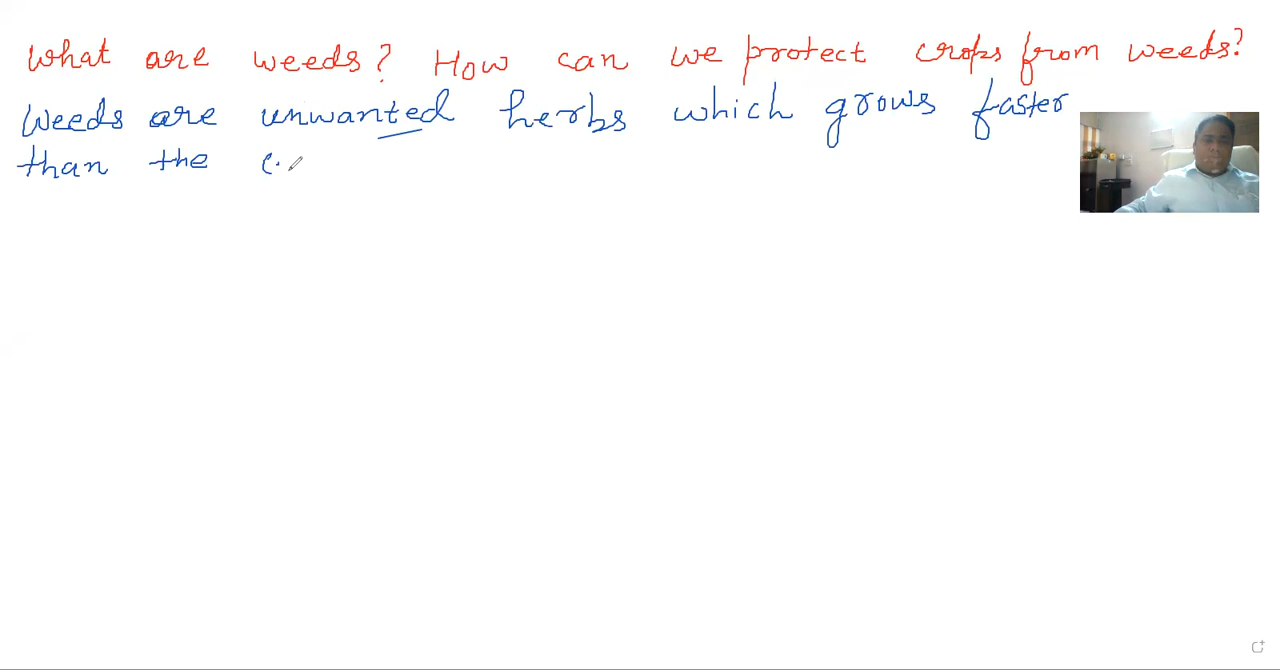 What are weeds? How can we protect crops from weeds?
Weeds are unwanted herbs which grows faster
than the